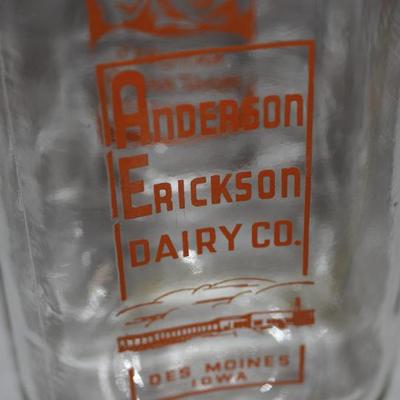 ANDERSON
ERICKSON
DAIRY CO.
DES MOINES
IOWA